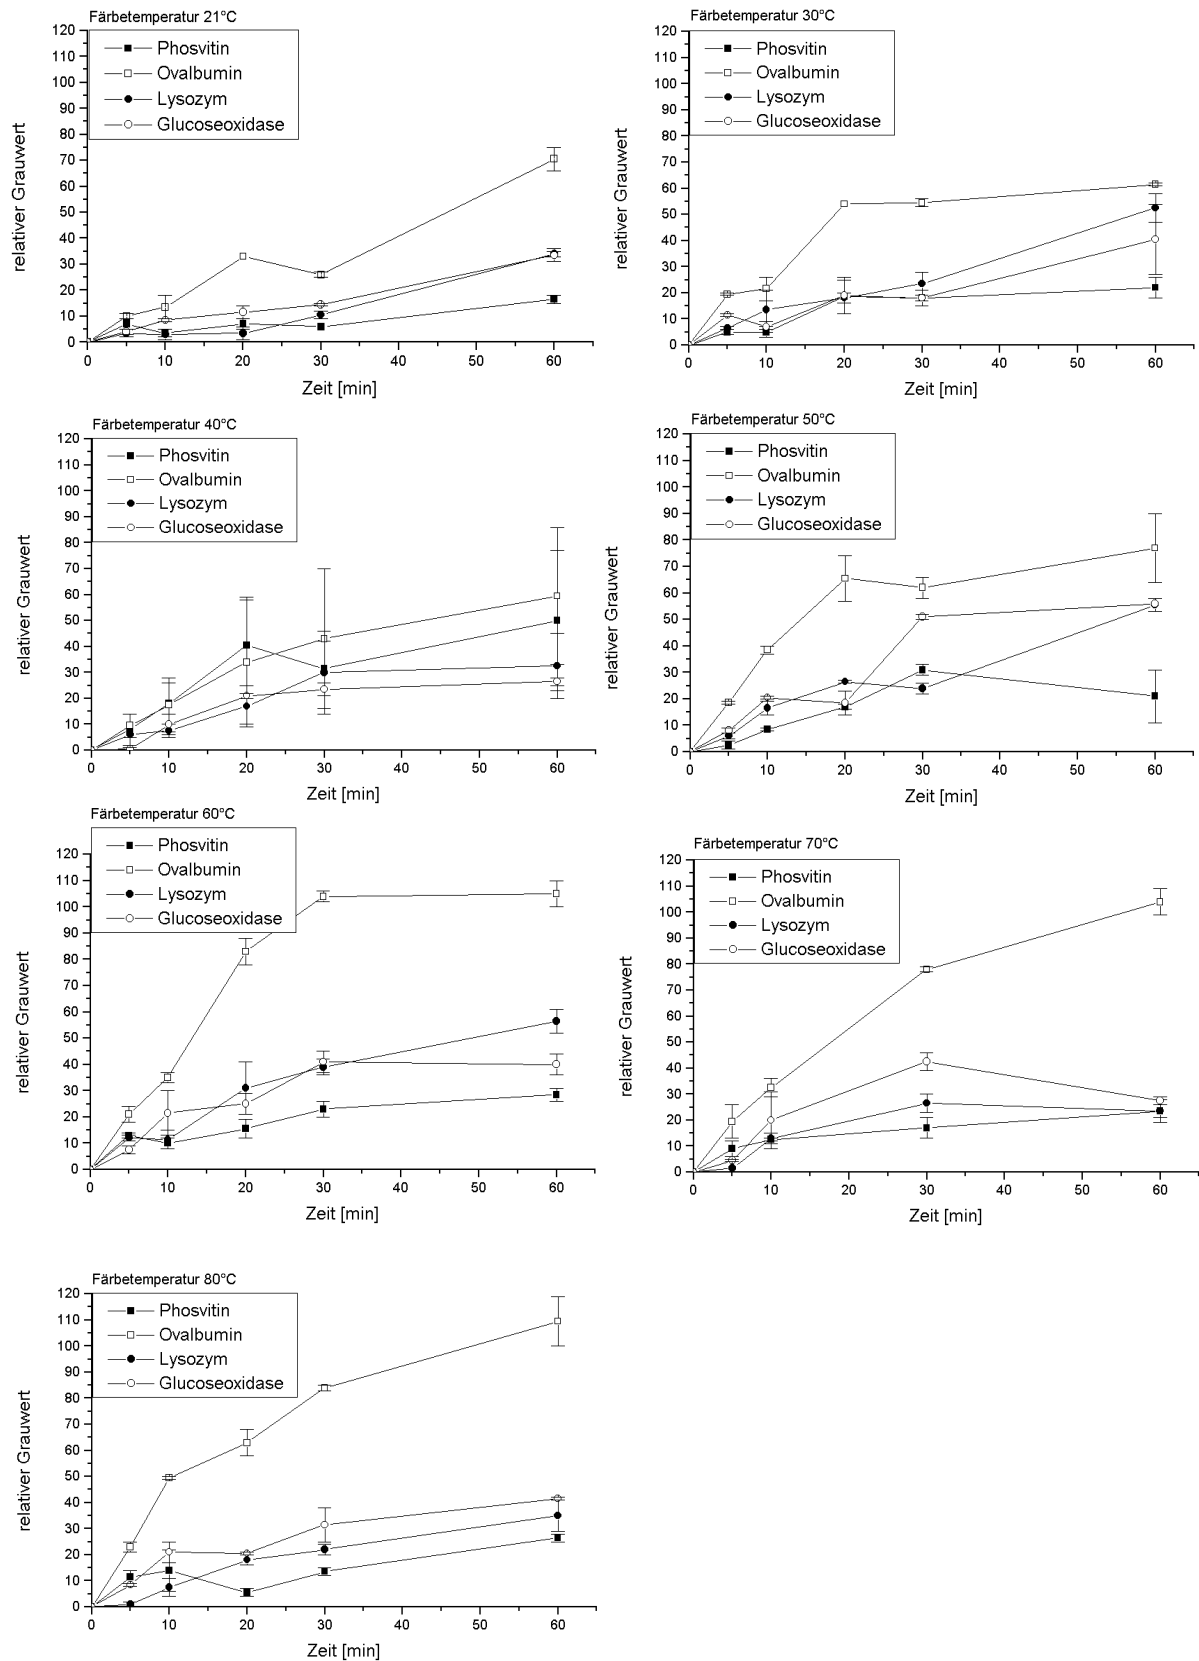 Färbetemperatur 21°C
120
110
100
90
80
70
60
50
40
30
20
10
0
relativer Grauwert
Phosvitin
Ovalbumin
Lysozym
Glucoseoxidase
0 10 20 30 40 50 60
Zeit [min]
Färbetemperatur 30°C
120
110
100
90
80
70
60
50
40
30
20
10
0
relativer Grauwert
Phosvitin
Ovalbumin
Lysozym
Glucoseoxidase
0 10 20 30 40 50 60
Zeit [min]
Färbetemperatur 40°C
120
110
100
90
80
70
60
50
40
30
20
10
0
relativer Grauwert
Phosvitin
Ovalbumin
Lysozym
Glucoseoxidase
0 10 20 30 40 50 60
Zeit [min]
Färbetemperatur 50°C
120
110
100
90
80
70
60
50
40
30
20
10
0
relativer Grauwert
Phosvitin
Ovalbumin
Lysozym
Glucoseoxidase
0 10 20 30 40 50 60
Zeit [min]
Färbetemperatur 60°C
120
110
100
90
80
70
60
50
40
30
20
10
0
relativer Grauwert
Phosvitin
Ovalbumin
Lysozym
Glucoseoxidase
0 10 20 30 40 50 60
Zeit [min]
Färbetemperatur 70°C
120
110
100
90
80
70
60
50
40
30
20
10
0
relativer Grauwert
Phosvitin
Ovalbumin
Lysozym
Glucoseoxidase
0 10 20 30 40 50 60
Zeit [min]
Färbetemperatur 80°C
120
110
100
90
80
70
60
50
40
30
20
10
0
relativer Grauwert
Phosvitin
Ovalbumin
Lysozym
Glucoseoxidase
0 10 20 30 40 50 60
Zeit [min]